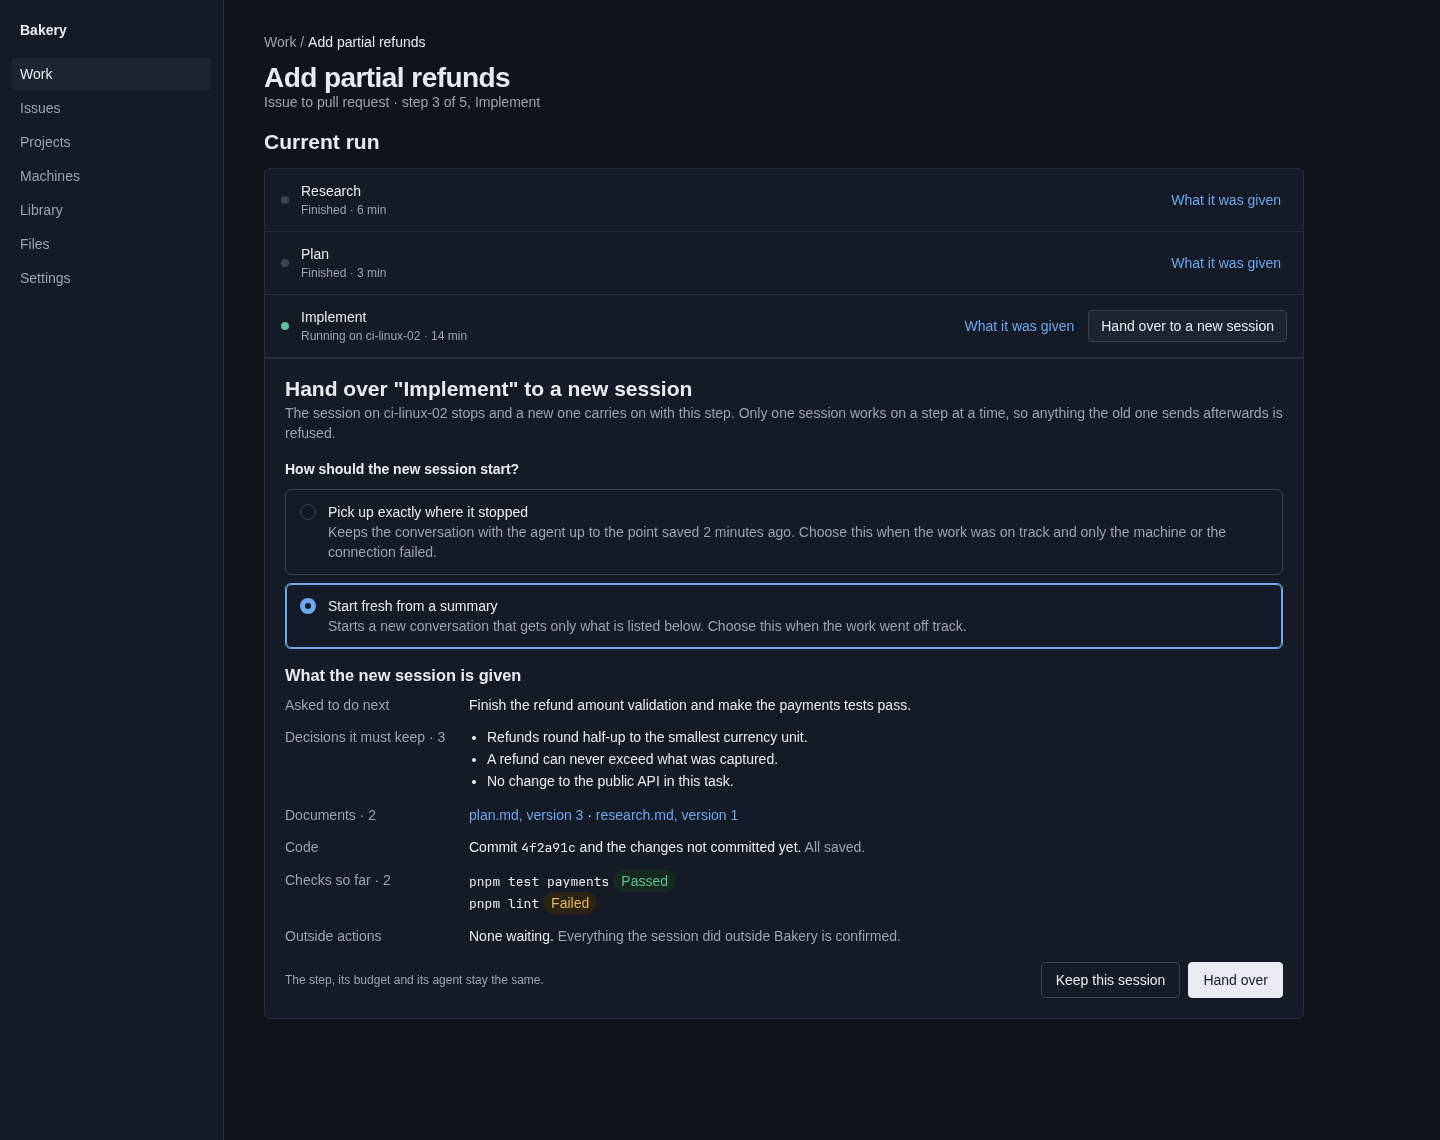 Bakery
Work
Issues
Projects
Machines
Library
Files
Settings
Work / Add partial refunds
Add partial refunds
Issue to pull request · step 3 of 5, Implement
Current run
Research
Finished · 6 min
What it was given
Plan
Finished · 3 min
What it was given
Implement
Running on ci-linux-02 · 14 min
What it was given
Hand over to a new session
Hand over "Implement" to a new session
The session on ci-linux-02 stops and a new one carries on with this step. Only one session works on a step at a time, so anything the old one sends afterwards is
refused.
How should the new session start?
Pick up exactly where it stopped
Keeps the conversation with the agent up to the point saved 2 minutes ago. Choose this when the work was on track and only the machine or the
connection failed.
Start fresh from a summary
Starts a new conversation that gets only what is listed below. Choose this when the work went off track.
What the new session is given
Asked to do next
Finish the refund amount validation and make the payments tests pass.
Decisions it must keep · 3
• Refunds round half-up to the smallest currency unit.
• A refund can never exceed what was captured.
• No change to the public API in this task.
Documents · 2
plan.md, version 3 · research.md, version 1
Code
Commit 4f2a91c and the changes not committed yet. All saved.
Checks so far · 2
pnpm test payments Passed
pnpm lint Failed
Outside actions
None waiting. Everything the session did outside Bakery is confirmed.
The step, its budget and its agent stay the same.
Keep this session
Hand over